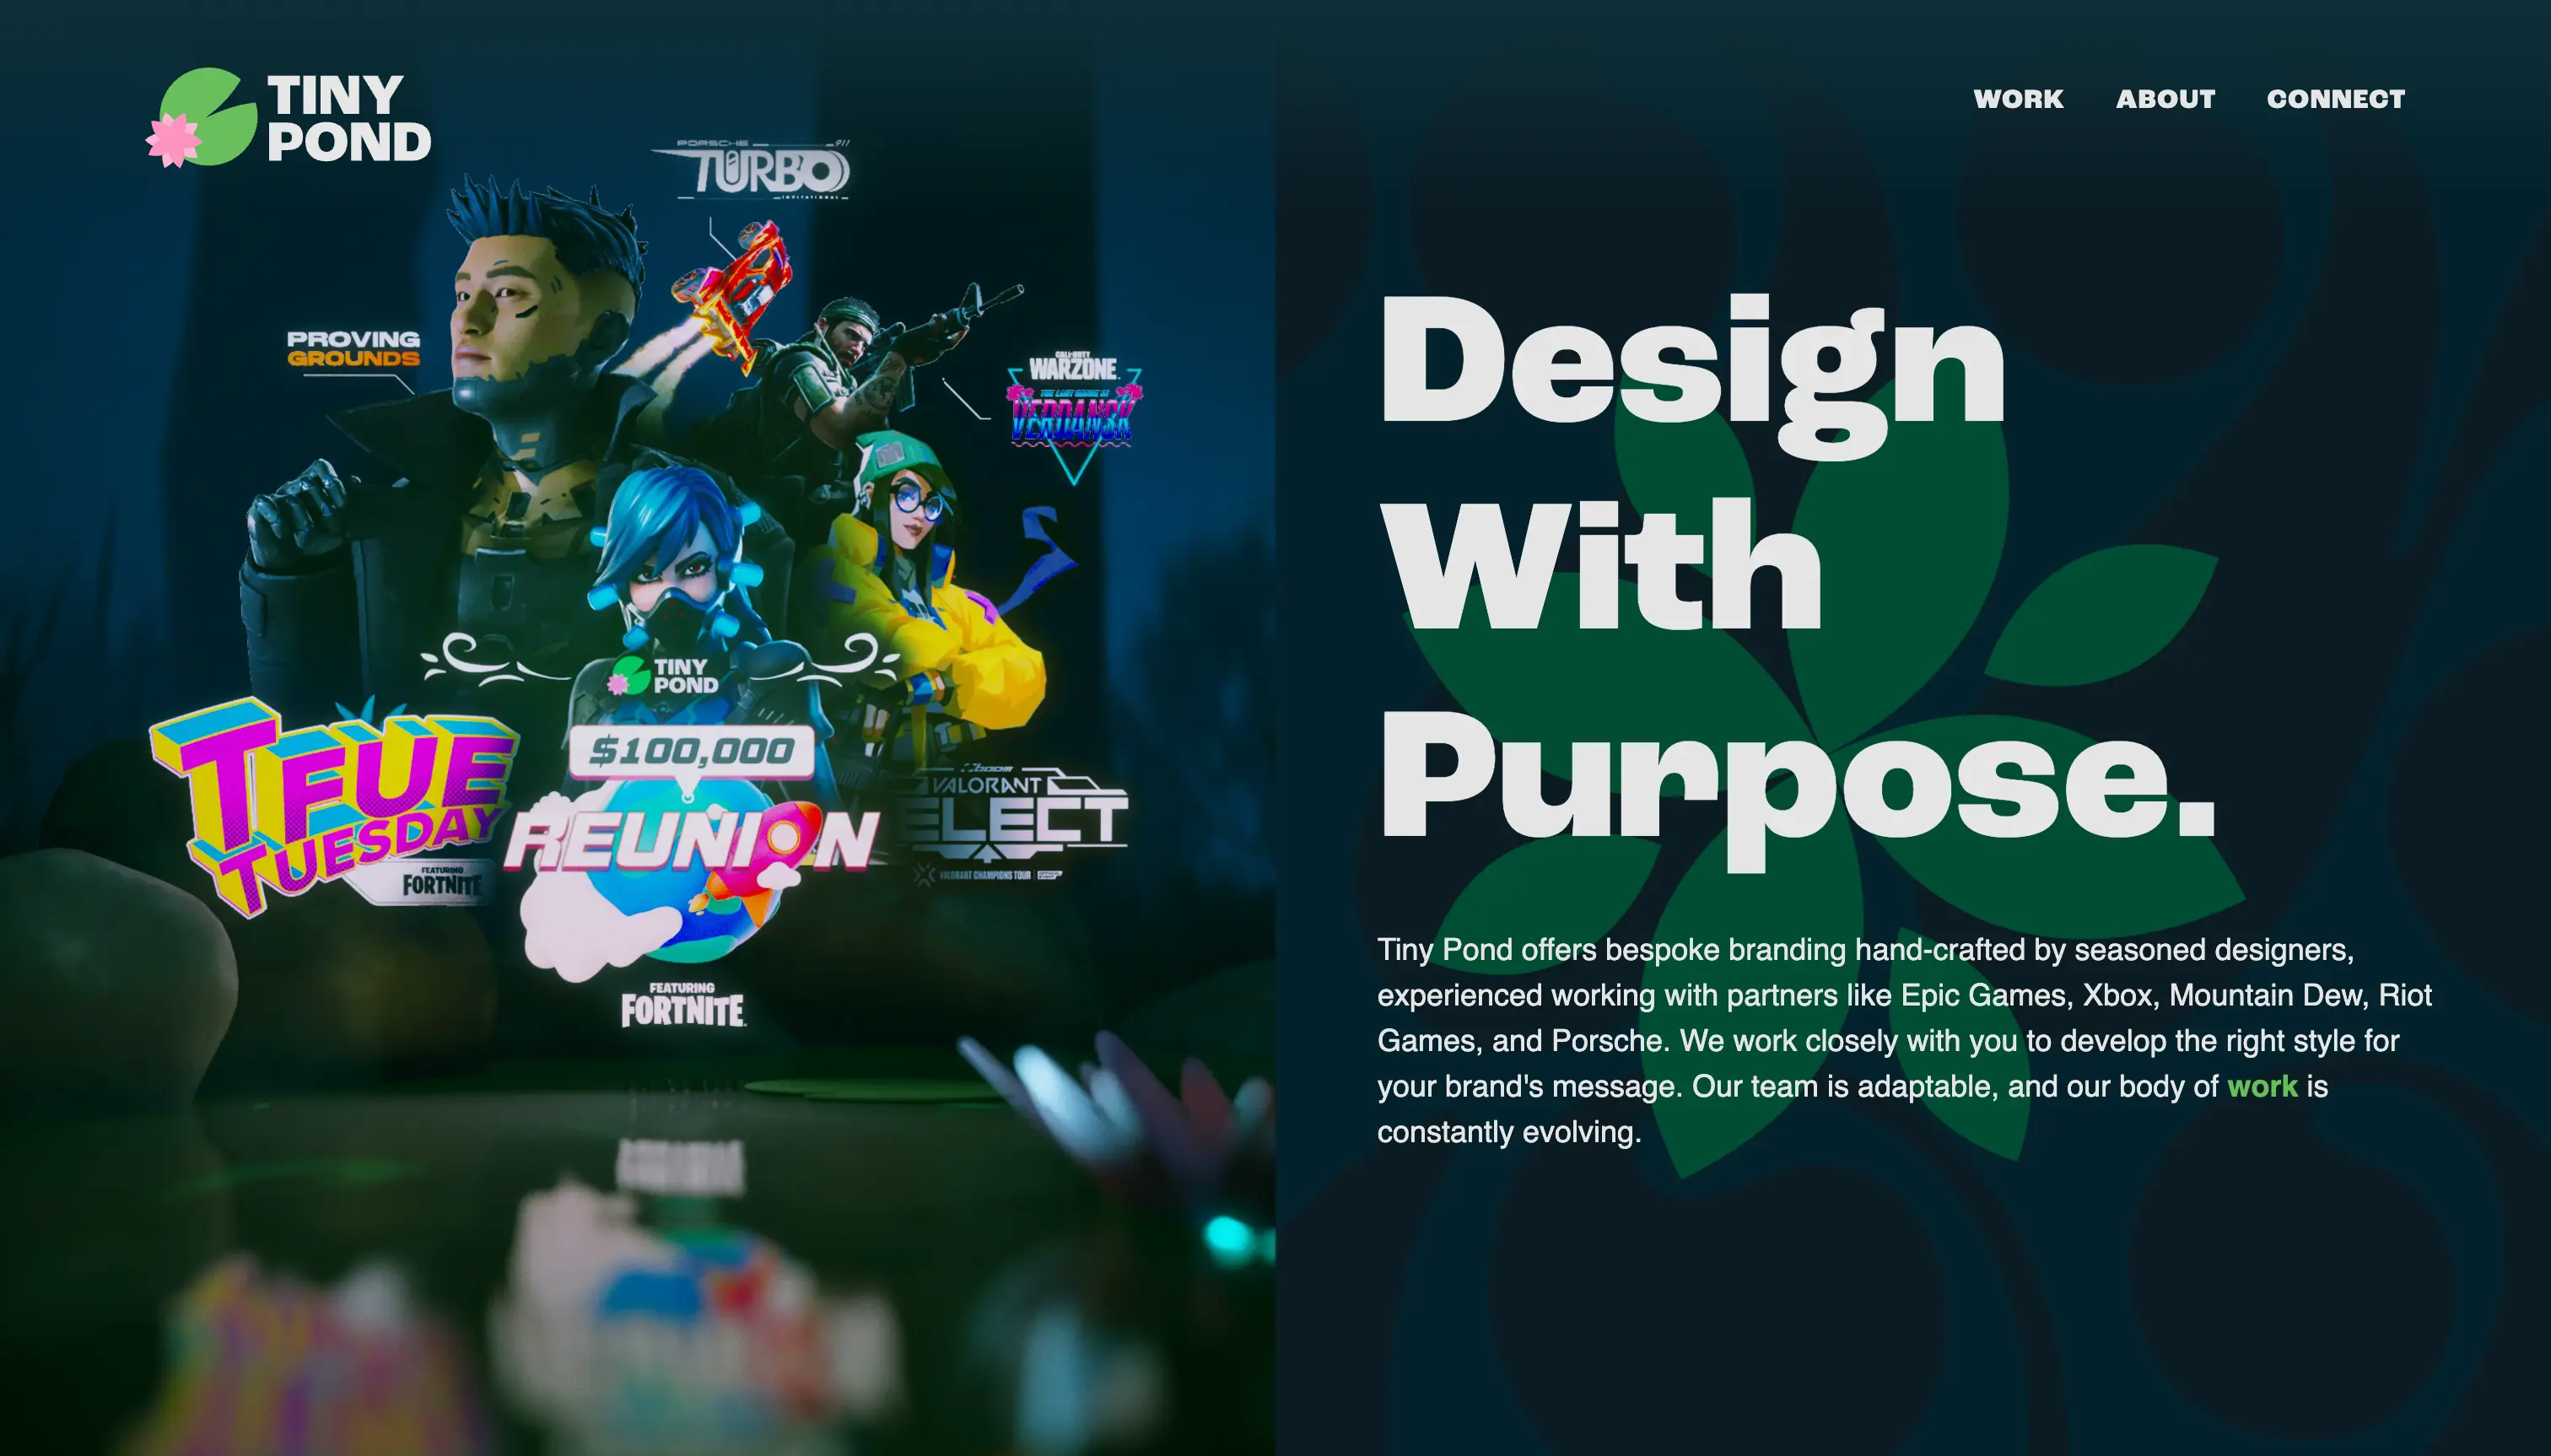 TINY
POND
WORK ABOUT CONNECT
PORSCHE 911
TURBO
INVITATIONAL
PROVING
GROUNDS
CALL OF DUTY
WARZONE
THE LAST DANCE IN
VERDANSK
TINY
POND
TFUE
TUESDAY
FEATURING
FORTNITE
$100,000
REUNION
FEATURING
FORTNITE
BOOM
VALORANT
ELECT
VALORANT CHAMPIONS TOUR
Design
With
Purpose.
Tiny Pond offers bespoke branding hand-crafted by seasoned designers,
experienced working with partners like Epic Games, Xbox, Mountain Dew, Riot
Games, and Porsche. We work closely with you to develop the right style for
your brand's message. Our team is adaptable, and our body of work is
constantly evolving.